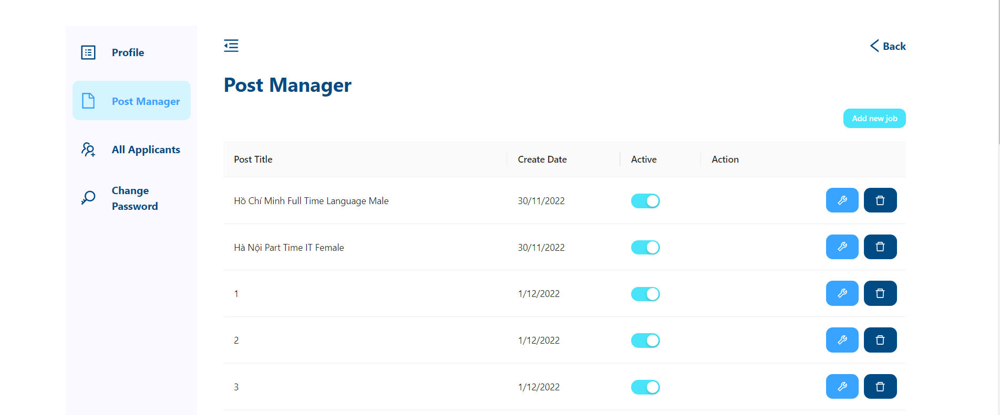 Profile
Post Manager
All Applicants
Change
Password
Back
Post Manager
Add new job
Post Title Create Date Active Action
Hồ Chí Minh Full Time Language Male 30/11/2022
Hà Nội Part Time IT Female 30/11/2022
1 1/12/2022
2 1/12/2022
3 1/12/2022